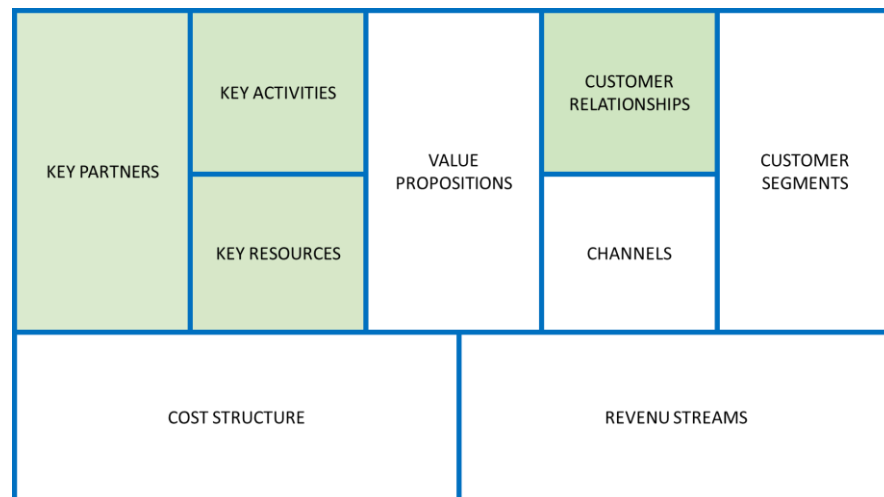 KEY PARTNERS
KEY ACTIVITIES
KEY RESOURCES
VALUE
PROPOSITIONS
CUSTOMER
RELATIONSHIPS
CHANNELS
CUSTOMER
SEGMENTS
COST STRUCTURE
REVENU STREAMS